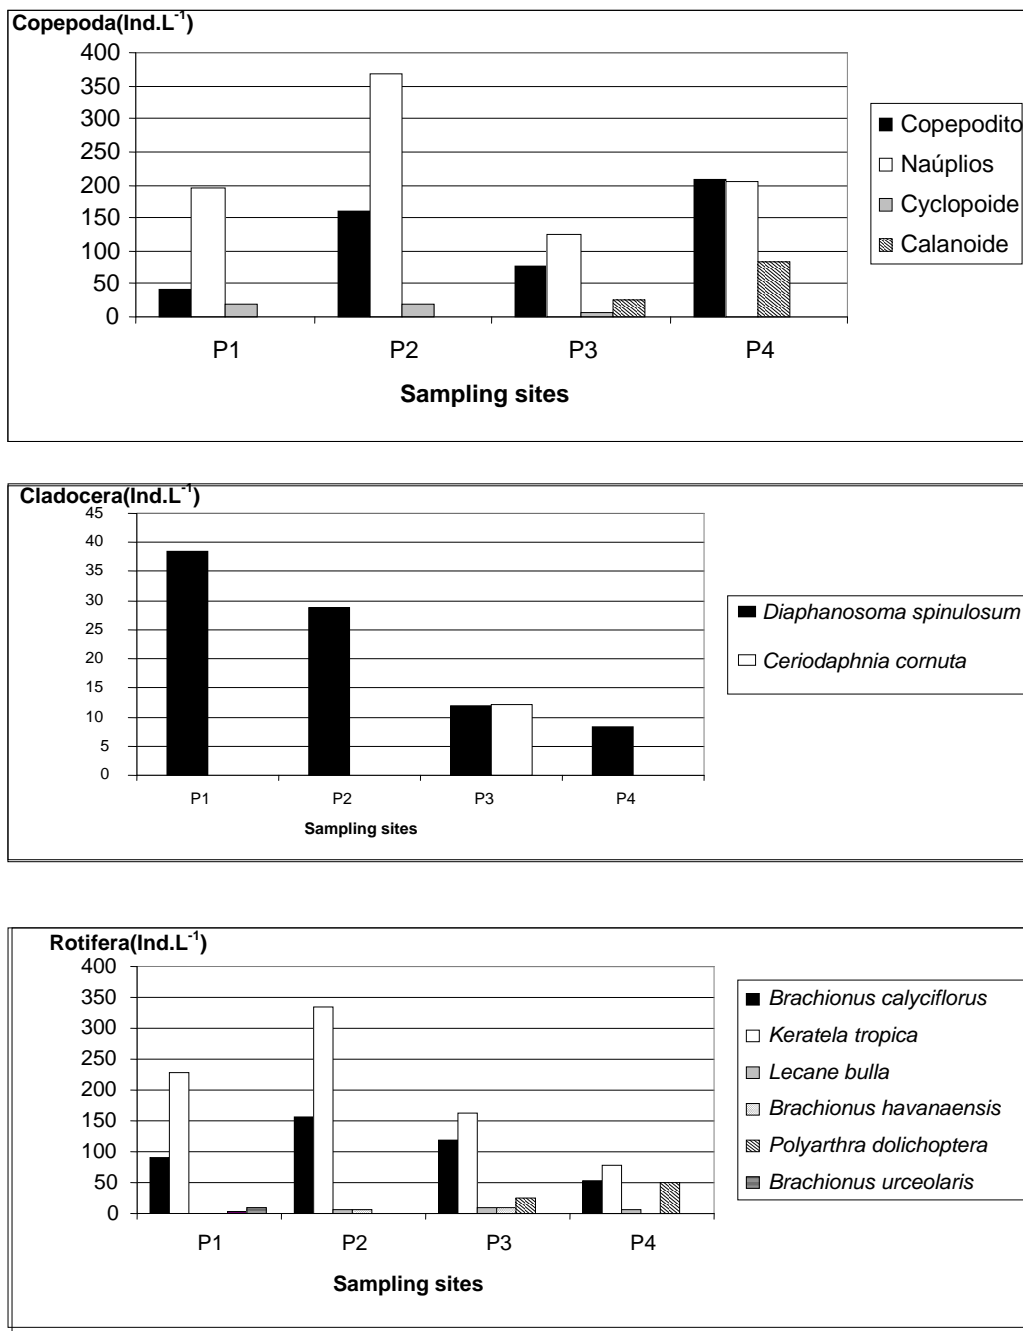 Copepoda(Ind.L-1)
400
350
300
250
200
150
100
50
0
P1 P2 P3 P4
Sampling sites
Copepodito
Naúplios
Cyclopoide
Calanoide
Cladocera(Ind.L-1)
45
40
35
30
25
20
15
10
5
0
P1 P2 P3 P4
Sampling sites
Diaphanosoma spinulosum
Ceriodaphnia cornuta
Rotifera(Ind.L-1)
400
350
300
250
200
150
100
50
0
P1 P2 P3 P4
Sampling sites
Brachionus calyciflorus
Keratela tropica
Lecane bulla
Brachionus havanaensis
Polyarthra dolichoptera
Brachionus urceolaris